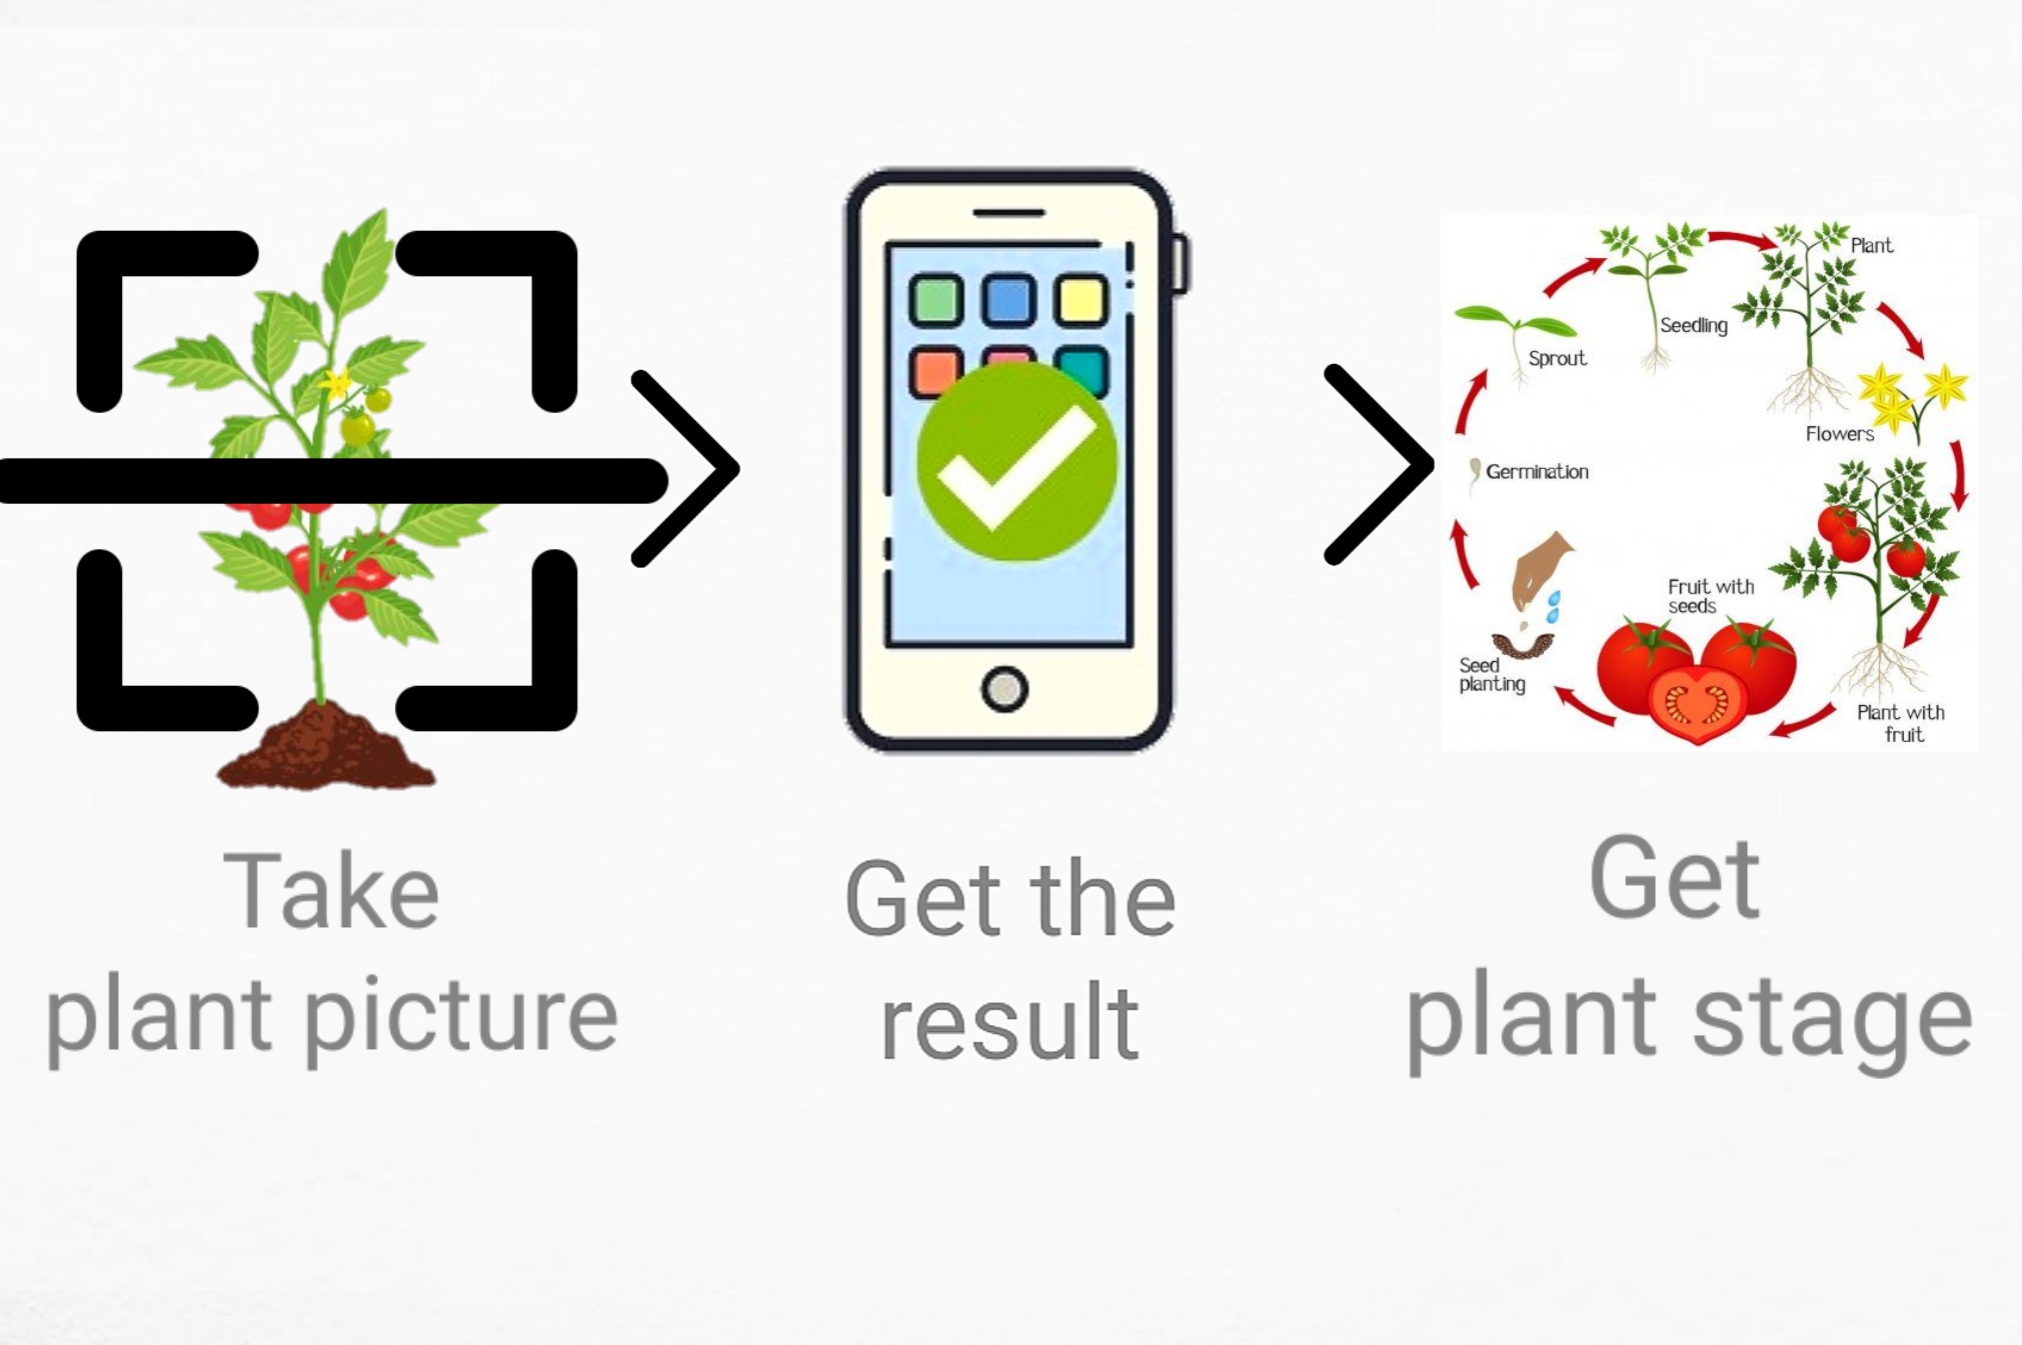 Take
plant picture
Get the
result
Plant
Seedling
Sprout
Flowers
Germination
Fruit with
seeds
Seed
planting
Plant with
fruit
Get
plant stage